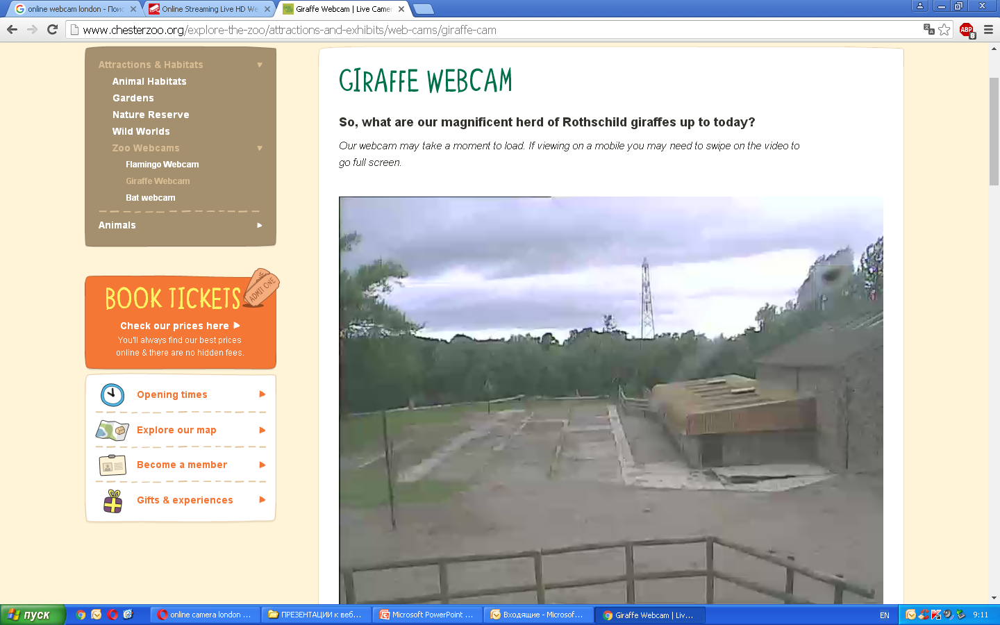 online webcam london - Поис
Online Streaming Live HD We
Giraffe Webcam | Live Came
www.chesterzoo.org/explore-the-zoo/attractions-and-exhibits/web-cams/giraffe-cam
ABP
8
Attractions & Habitats
Animal Habitats
Gardens
Nature Reserve
Wild Worlds
Zoo Webcams
Flamingo Webcam
Giraffe Webcam
Bat webcam
Animals
BOOK TICKETS
ADMIT ONE
Check our prices here
You'll always find our best prices
online & there are no hidden fees.
Opening times
Explore our map
Become a member
Gifts & experiences
GIRAFFE WEBCAM
So, what are our magnificent herd of Rothschild giraffes up to today?
Our webcam may take a moment to load. If viewing on a mobile you may need to swipe on the video to
go full screen.
пуск
online camera london ...
ПРЕЗЕНТАЦИИ к веб...
Microsoft PowerPoint ...
Входящие - Microsof...
Giraffe Webcam | Liv...
EN
9:11